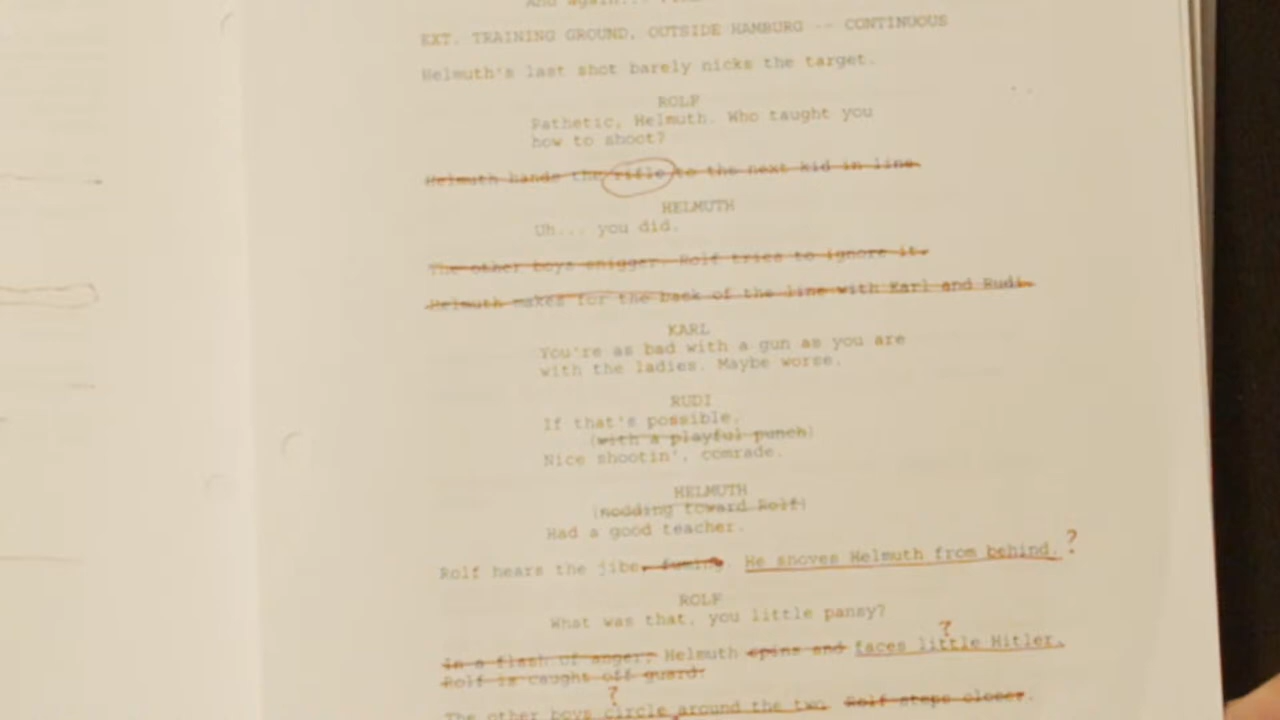 And again...
EXT. TRAINING GROUND, OUTSIDE HAMBURG -- CONTINUOUS
Helmuth's last shot barely nicks the target.
ROLF
Pathetic, Helmuth. Who taught you
how to shoot?
Helmuth hands the rifle to the next kid in line.
HELMUTH
Uh... you did.
The other boys snigger. Rolf tries to ignore it.
Helmuth makes for the back of the line with Karl and Rudi.
KARL
You're as bad with a gun as you are
with the ladies. Maybe worse.
RUDI
If that's possible.
(with a playful punch)
Nice shootin', comrade.
HELMUTH
(nodding toward Rolf)
Had a good teacher.
Rolf hears the jibe, fuming. He shoves Helmuth from behind. ?
ROLF
What was that, you little pansy?
?
In a flash of anger, Helmuth spins and faces little Hitler.
Rolf is caught off guard.
?
The other boys circle around the two. Rolf steps closer.